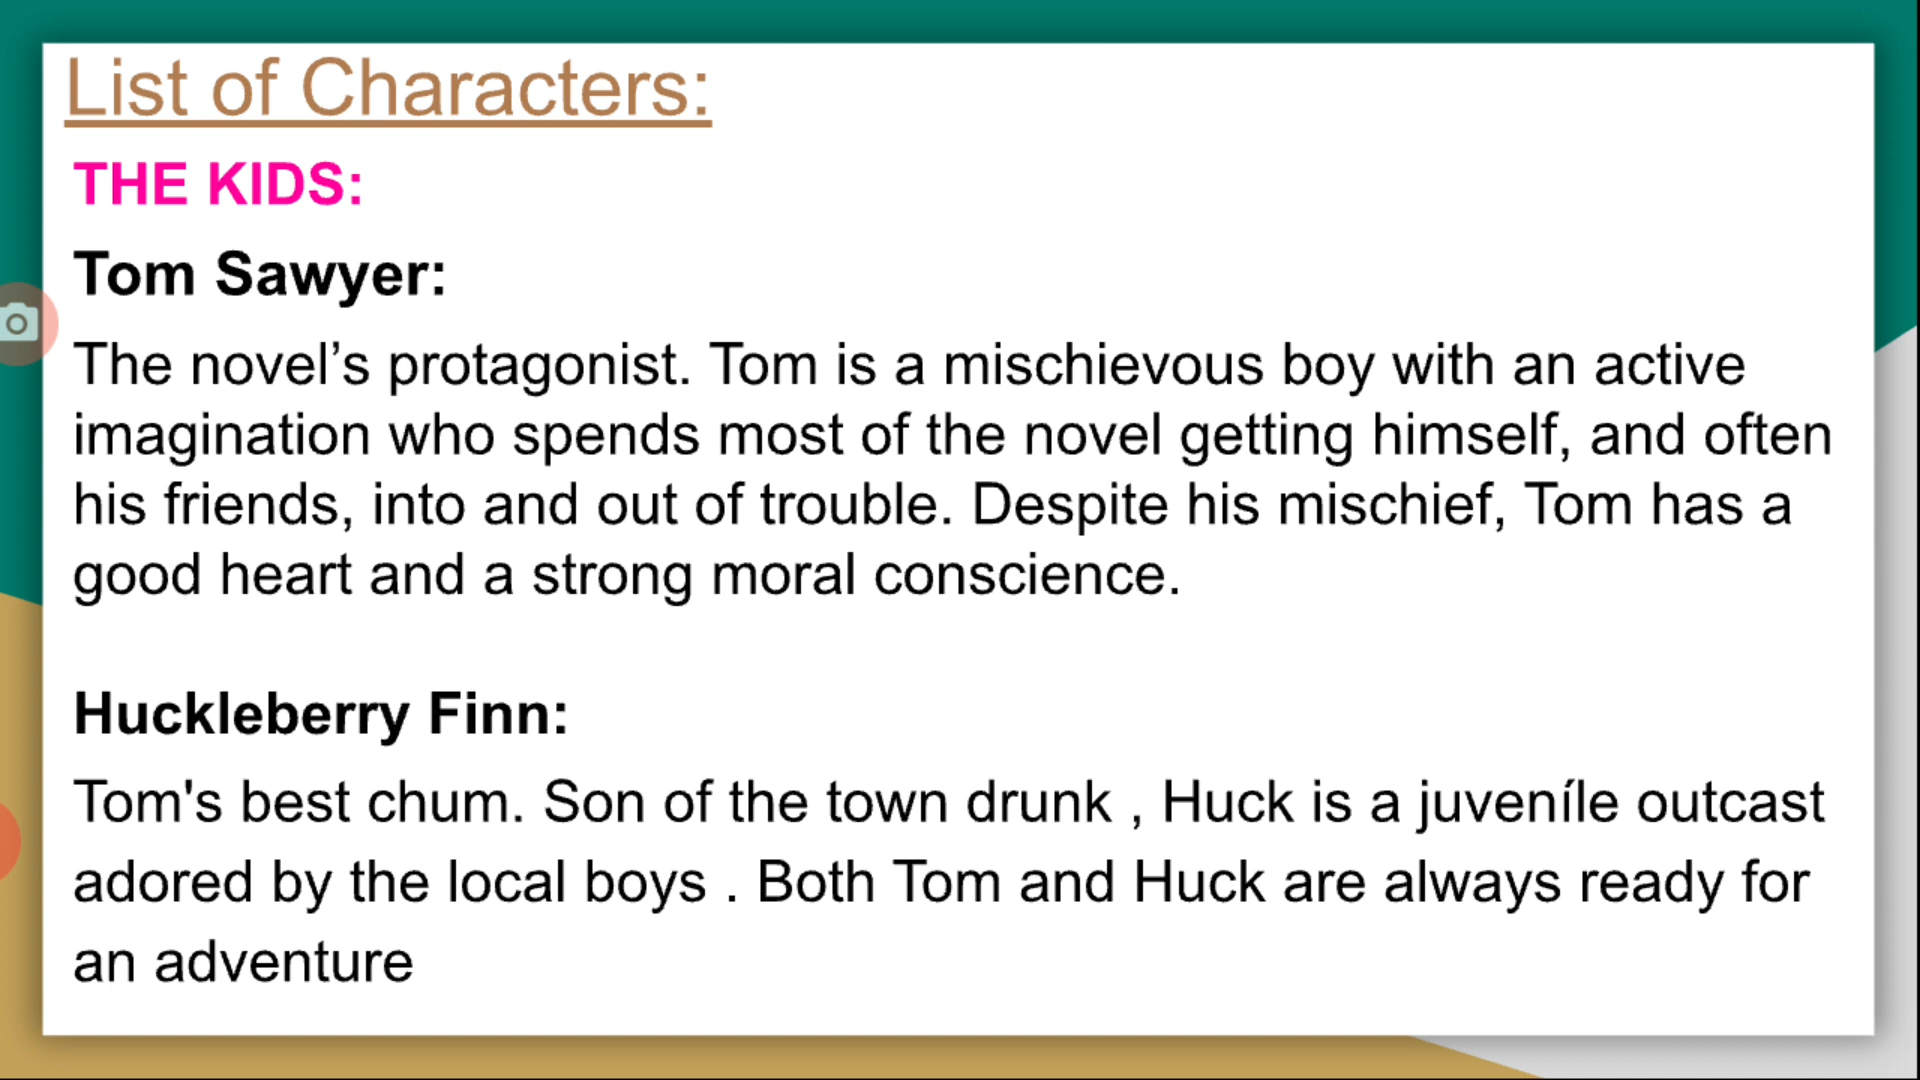 List of Characters:
THE KIDS:
Tom Sawyer:
The novel’s protagonist. Tom is a mischievous boy with an active
imagination who spends most of the novel getting himself, and often
his friends, into and out of trouble. Despite his mischief, Tom has a
good heart and a strong moral conscience.
Huckleberry Finn:
Tom's best chum. Son of the town drunk , Huck is a juveníle outcast
adored by the local boys . Both Tom and Huck are always ready for
an adventure